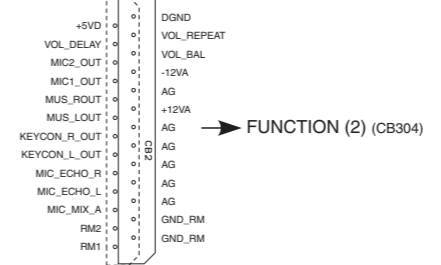 +5VD
VOL_DELAY
MIC2_OUT
MIC1_OUT
MUS_ROUT
MUS_LOUT
KEYCON_R_OUT
KEYCON_L_OUT
MIC_ECHO_R
MIC_ECHO_L
MIC_MIX_A
RM2
RM1
CB2
DGND
VOL_REPEAT
VOL_BAL
-12VA
AG
+12VA
AG
AG
AG
AG
AG
GND_RM
GND_RM
FUNCTION (2) (CB304)